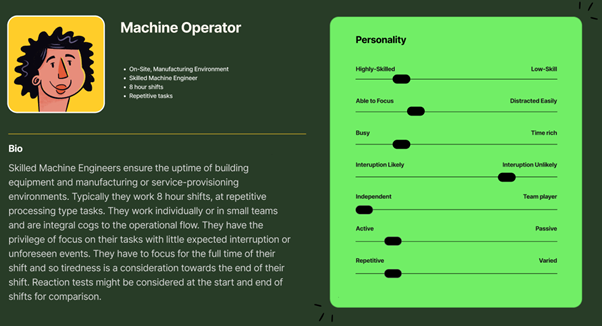 Machine Operator
On-Site, Manufacturing Environment
Skilled Machine Engineer
8 hour shifts
Repetitive tasks
Bio
Skilled Machine Engineers ensure the uptime of building
equipment and manufacturing or service-provisioning
environments. Typically they work 8 hour shifts, at repetitive
processing type tasks. They work individually or in small teams
and are integral cogs to the operational flow. They have the
privilege of focus on their tasks with little expected interruption or
unforeseen events. They have to focus for the full time of their
shift and so tiredness is a consideration towards the end of their
shift. Reaction tests might be considered at the start and end of
shifts for comparison.
Personality
Highly-Skilled Low-Skill
Able to Focus Distracted Easily
Busy Time rich
Interuption Likely Interuption Unlikely
Independent Team player
Active Passive
Repetitive Varied